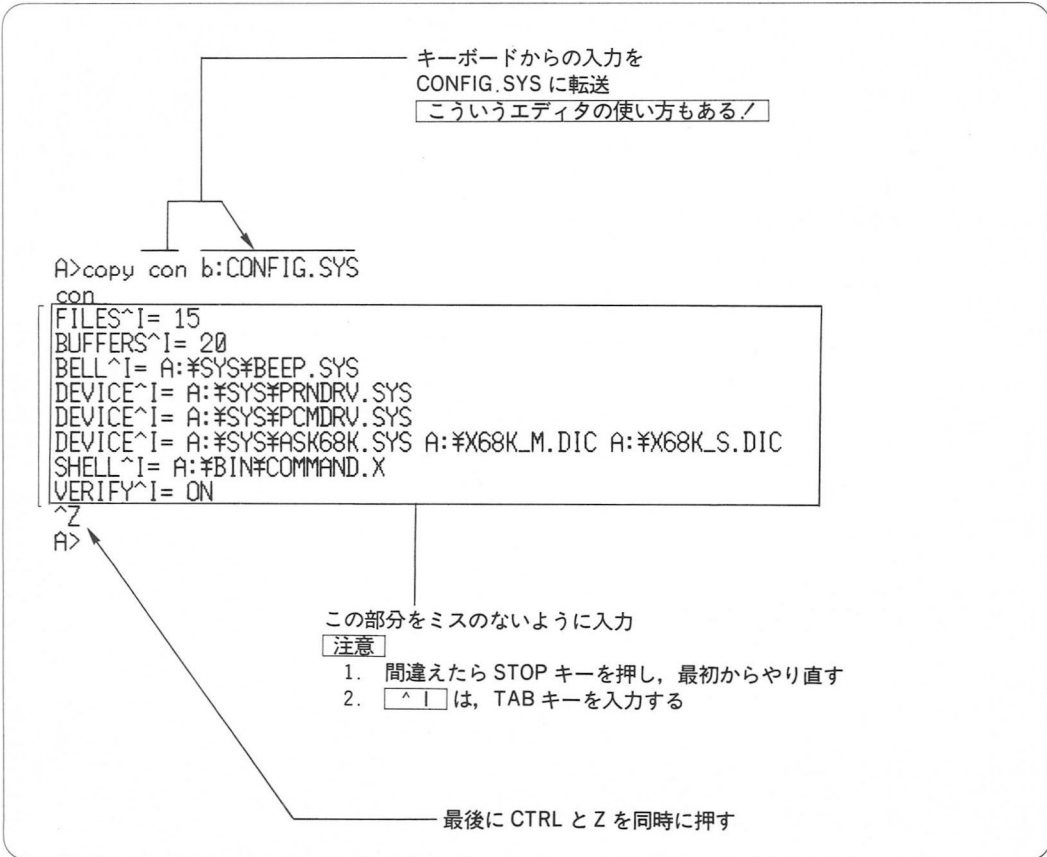 キーボードからの入力を
CONFIG.SYS に転送
こういうエディタの使い方もある!
A>copy con b:CONFIG.SYS
con
FILES^I= 15
BUFFERS^I= 20
BELL^I= A:¥SYS¥BEEP.SYS
DEVICE^I= A:¥SYS¥PRNDRV.SYS
DEVICE^I= A:¥SYS¥PCMDRV.SYS
DEVICE^I= A:¥SYS¥ASK68K.SYS A:¥X68K_M.DIC A:¥X68K_S.DIC
SHELL^I= A:¥BIN¥COMMAND.X
VERIFY^I= ON
^Z
A>
この部分をミスのないように入力
注意
1. 間違えたら STOP キーを押し,最初からやり直す
2. ^ I は,TAB キーを入力する
最後に CTRL と Z を同時に押す